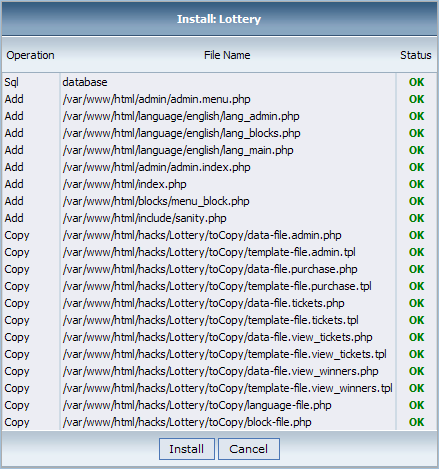 Install: Lottery
Operation File Name Status
Sql database OK
Add /var/www/html/admin/admin.menu.php OK
Add /var/www/html/language/english/lang_admin.php OK
Add /var/www/html/language/english/lang_blocks.php OK
Add /var/www/html/language/english/lang_main.php OK
Add /var/www/html/admin/admin.index.php OK
Add /var/www/html/index.php OK
Add /var/www/html/blocks/menu_block.php OK
Add /var/www/html/include/sanity.php OK
Copy /var/www/html/hacks/Lottery/toCopy/data-file.admin.php OK
Copy /var/www/html/hacks/Lottery/toCopy/template-file.admin.tpl OK
Copy /var/www/html/hacks/Lottery/toCopy/data-file.purchase.php OK
Copy /var/www/html/hacks/Lottery/toCopy/template-file.purchase.tpl OK
Copy /var/www/html/hacks/Lottery/toCopy/data-file.tickets.php OK
Copy /var/www/html/hacks/Lottery/toCopy/template-file.tickets.tpl OK
Copy /var/www/html/hacks/Lottery/toCopy/data-file.view_tickets.php OK
Copy /var/www/html/hacks/Lottery/toCopy/template-file.view_tickets.tpl OK
Copy /var/www/html/hacks/Lottery/toCopy/data-file.view_winners.php OK
Copy /var/www/html/hacks/Lottery/toCopy/template-file.view_winners.tpl OK
Copy /var/www/html/hacks/Lottery/toCopy/language-file.php OK
Copy /var/www/html/hacks/Lottery/toCopy/block-file.php OK
Install Cancel